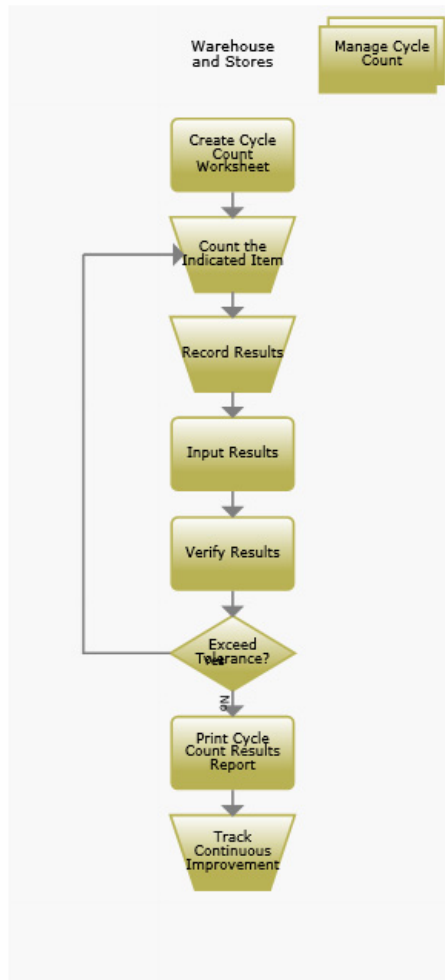 Warehouse
and Stores
Manage Cycle
Count
Create Cycle
Count
Worksheet
Count the
Indicated Item
Record Results
Input Results
Verify Results
Exceed
Tolerance?
Yes
No
Print Cycle
Count Results
Report
Track
Continuous
Improvement